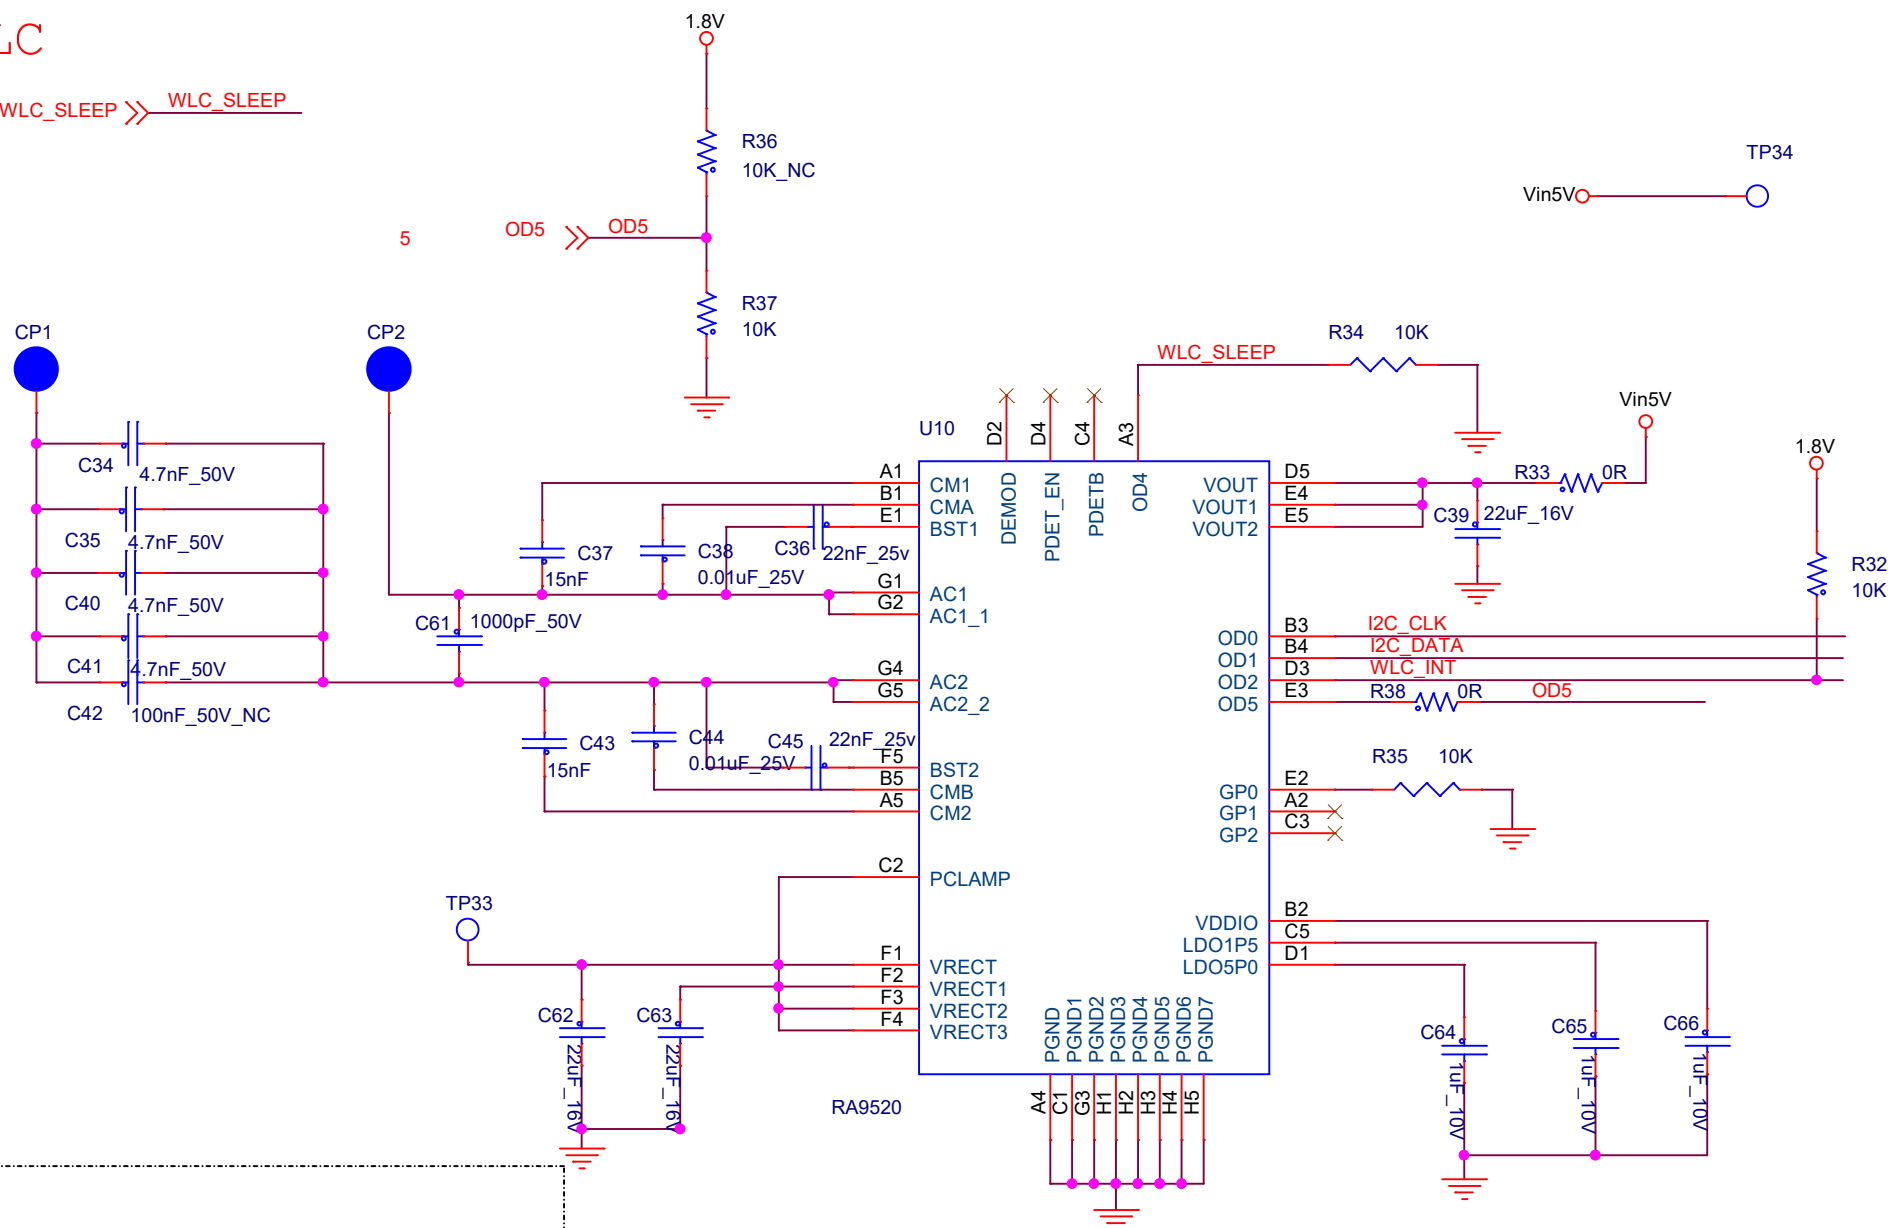 LC
1.8V
WLC_SLEEP
WLC_SLEEP
R36
10K_NC
TP34
Vin5V
5
OD5
OD5
R37
10K
CP1
CP2
R34
10K
WLC_SLEEP
Vin5V
1.8V
U10
D2
D4
C4
A3
C34
4.7nF_50V
C35
4.7nF_50V
C40
4.7nF_50V
C41
4.7nF_50V
C42
100nF_50V_NC
C37
15nF
C38
0.01uF_25V
C36
22nF_25v
C61
1000pF_50V
C43
15nF
C44
0.01uF_25V
C45
22nF_25v
A1
CM1
B1
CMA
E1
BST1
G1
AC1
G2
AC1_1
G4
AC2
G5
AC2_2
F5
BST2
B5
CMB
A5
CM2
C2
PCLAMP
F1
VRECT
F2
VRECT1
F3
VRECT2
F4
VRECT3
DEMOD
PDET_EN
PDETB
OD4
VOUT
D5
VOUT1
E4
VOUT2
E5
R33
0R
C39
22uF_16V
R32
10K
OD0
B3
I2C_CLK
OD1
B4
I2C_DATA
OD2
D3
WLC_INT
OD5
E3
R38
0R
OD5
R35
10K
GP0
E2
GP1
A2
GP2
C3
VDDIO
B2
LDO1P5
C5
LDO5P0
D1
TP33
C62
22uF_16V
C63
22uF_16V
PGND
PGND1
PGND2
PGND3
PGND4
PGND5
PGND6
PGND7
A4
C1
G3
H1
H2
H3
H4
H5
RA9520
C64
1uF_10V
C65
1uF_10V
C66
1uF_10V